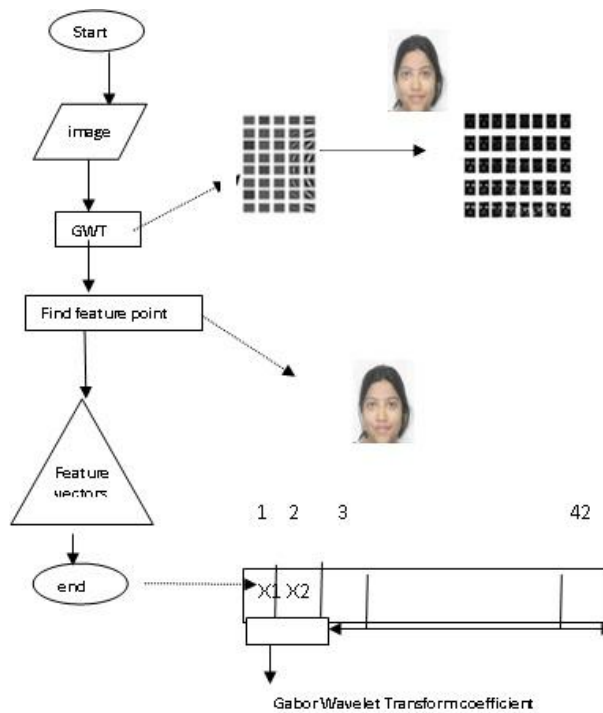 Start
image
GWT
Find feature point
Feature
vectors
1 2 3 42
end
X1 X2
Gabor Wavelet Transform coefficient